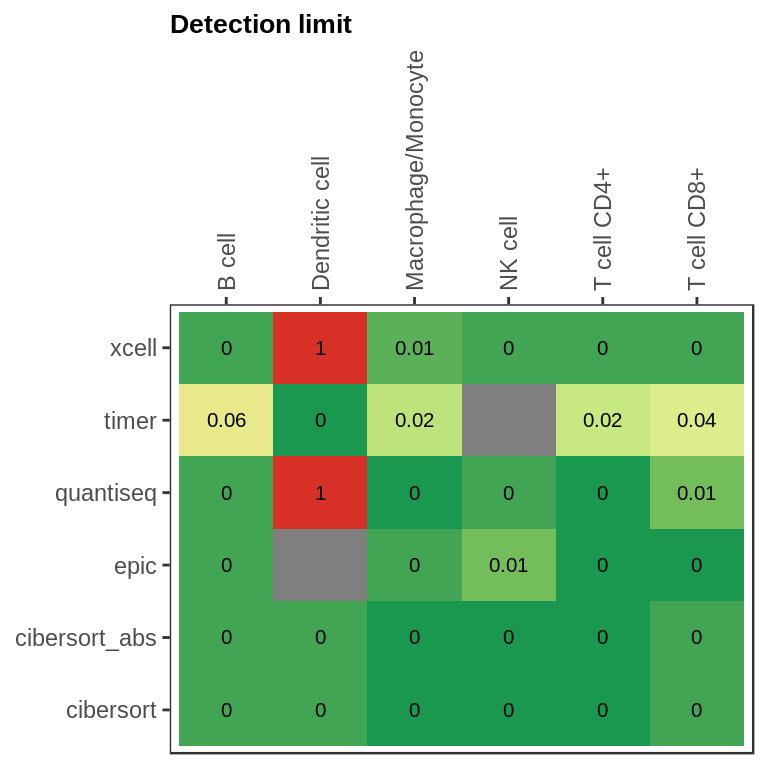 Detection limit
B cell
Dendritic cell
Macrophage/Monocyte
NK cell
T cell CD4+
T cell CD8+
xcell 0 1 0.01 0 0 0
timer 0.06 0 0.02 0.02 0.04
quantiseq 0 1 0 0 0 0.01
epic 0 0 0.01 0 0
cibersort_abs 0 0 0 0 0 0
cibersort 0 0 0 0 0 0